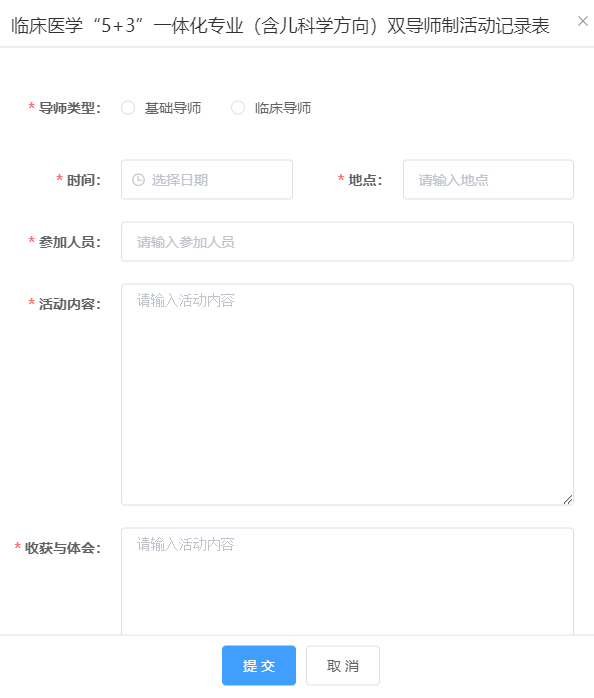 临床医学“5+3”一体化专业（含儿科学方向）双导师制活动记录表
* 导师类型： 基础导师 临床导师
* 时间： 选择日期 * 地点： 请输入地点
* 参加人员： 请输入参加人员
* 活动内容： 请输入活动内容
* 收获与体会： 请输入活动内容
提 交 取 消